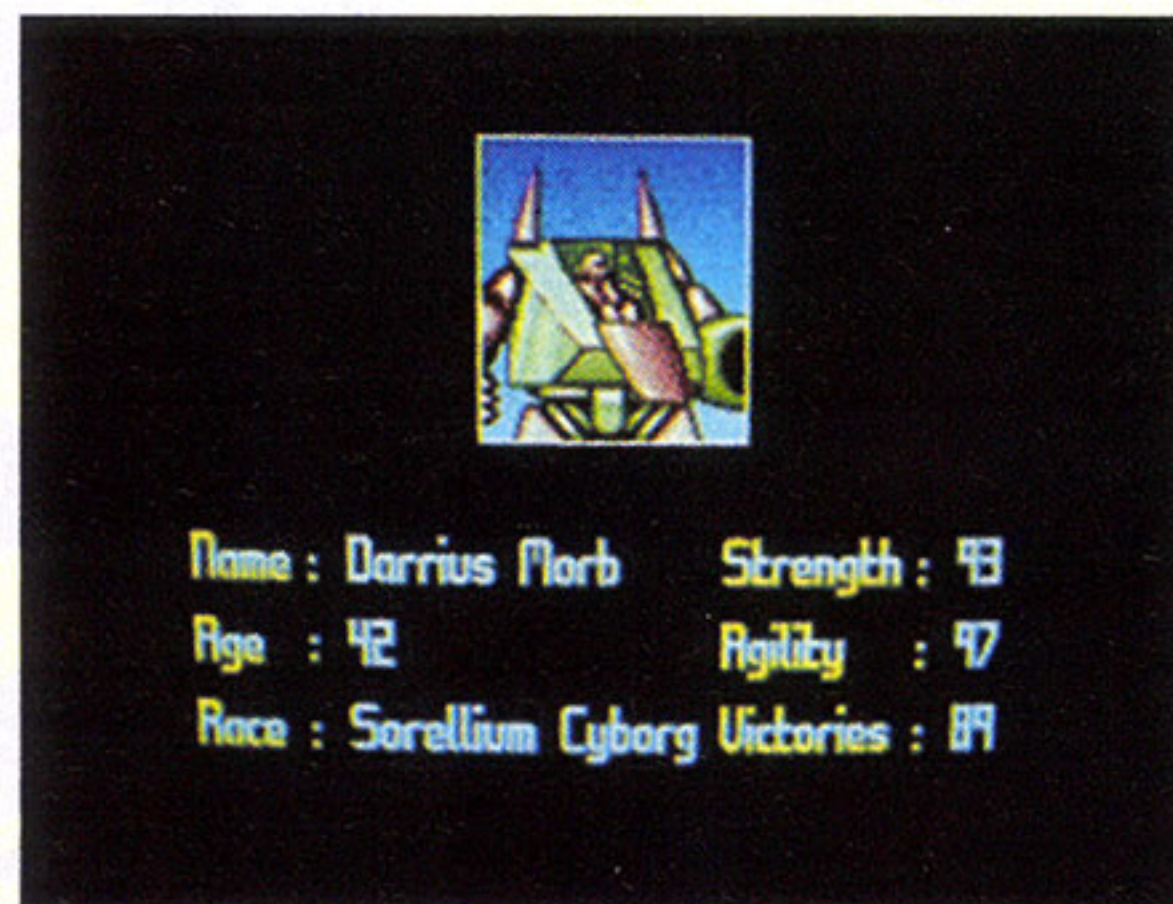 Name : Darrius Morb Strength : 93
Age : 42 Agility : 97
Race : Sorellium Cyborg Victories : 89